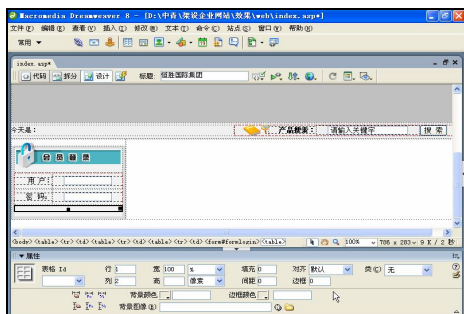 Macromedia Dreamweaver 8 - [D:\中青\架设企业网站\效果\web\index.asp*]
文件(F) 编辑(E) 查看(V) 插入(I) 修改(M) 文本(T) 命令(C) 站点(S) 窗口(W) 帮助(H)
常用
index.asp*
代码 拆分 设计 标题: 恒胜国际集团
今天是: 产品搜索: 请输入关键字 搜 索
会 员 登 录
用 户:
密 码:
<body><table><tr><td><table><tr><td><table><tr><td><form#formlogin><table> 100% 786 x 283 9 K / 2 秒
属性
表格 Id 行 1 宽 100 % 填充 0 对齐 默认 类(C) 无
列 2 高 像素 间距 0 边框 0
背景颜色 边框颜色
背景图像(B)